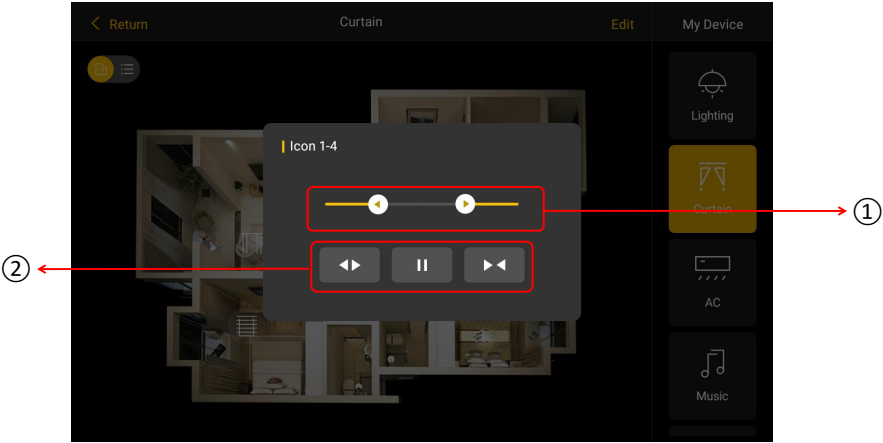 Return
Curtain
Edit
My Device
Lighting
Icon 1-4
Curtain
①
②
AC
Music